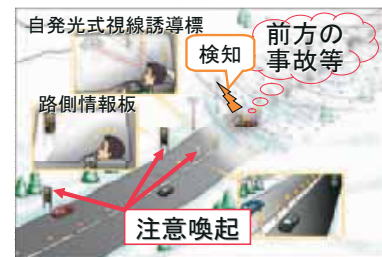 自発光式視線誘導標
検知
前方の
事故等
路側情報板
注意喚起